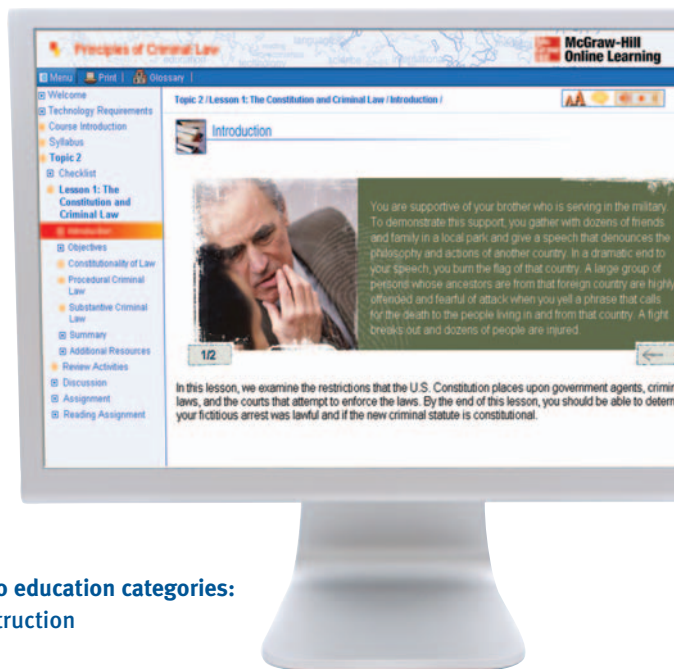 Principles of Criminal Law
McGraw-Hill
Online Learning
Menu | Print | Glossary |
Welcome
Technology Requirements
Course Introduction
Syllabus
Topic 2
Checklist
Lesson 1: The
Constitution and
Criminal Law
Introduction
Objectives
Constitutionality of Law
Procedural Criminal
Law
Substantive Criminal
Law
Summary
Additional Resources
Review Activities
Discussion
Assignment
Reading Assignment
Topic 2 / Lesson 1: The Constitution and Criminal Law / Introduction /
AA
Introduction
You are supportive of your brother who is serving in the military.
To demonstrate this support, you gather with dozens of friends
and family in a local park and give a speech that denounces the
philosophy and actions of another country. In a dramatic end to
your speech, you burn the flag of that country. A large group of
persons whose ancestors are from that foreign country are highly
offended and fearful of attack when you yell a phrase that calls
for the death to the people living in and from that country. A fight
breaks out and dozens of people are injured.
1/2
In this lesson, we examine the restrictions that the U.S. Constitution places upon government agents, crimin
laws, and the courts that attempt to enforce the laws. By the end of this lesson, you should be able to determ
your fictitious arrest was lawful and if the new criminal statute is constitutional.
o education categories:
truction